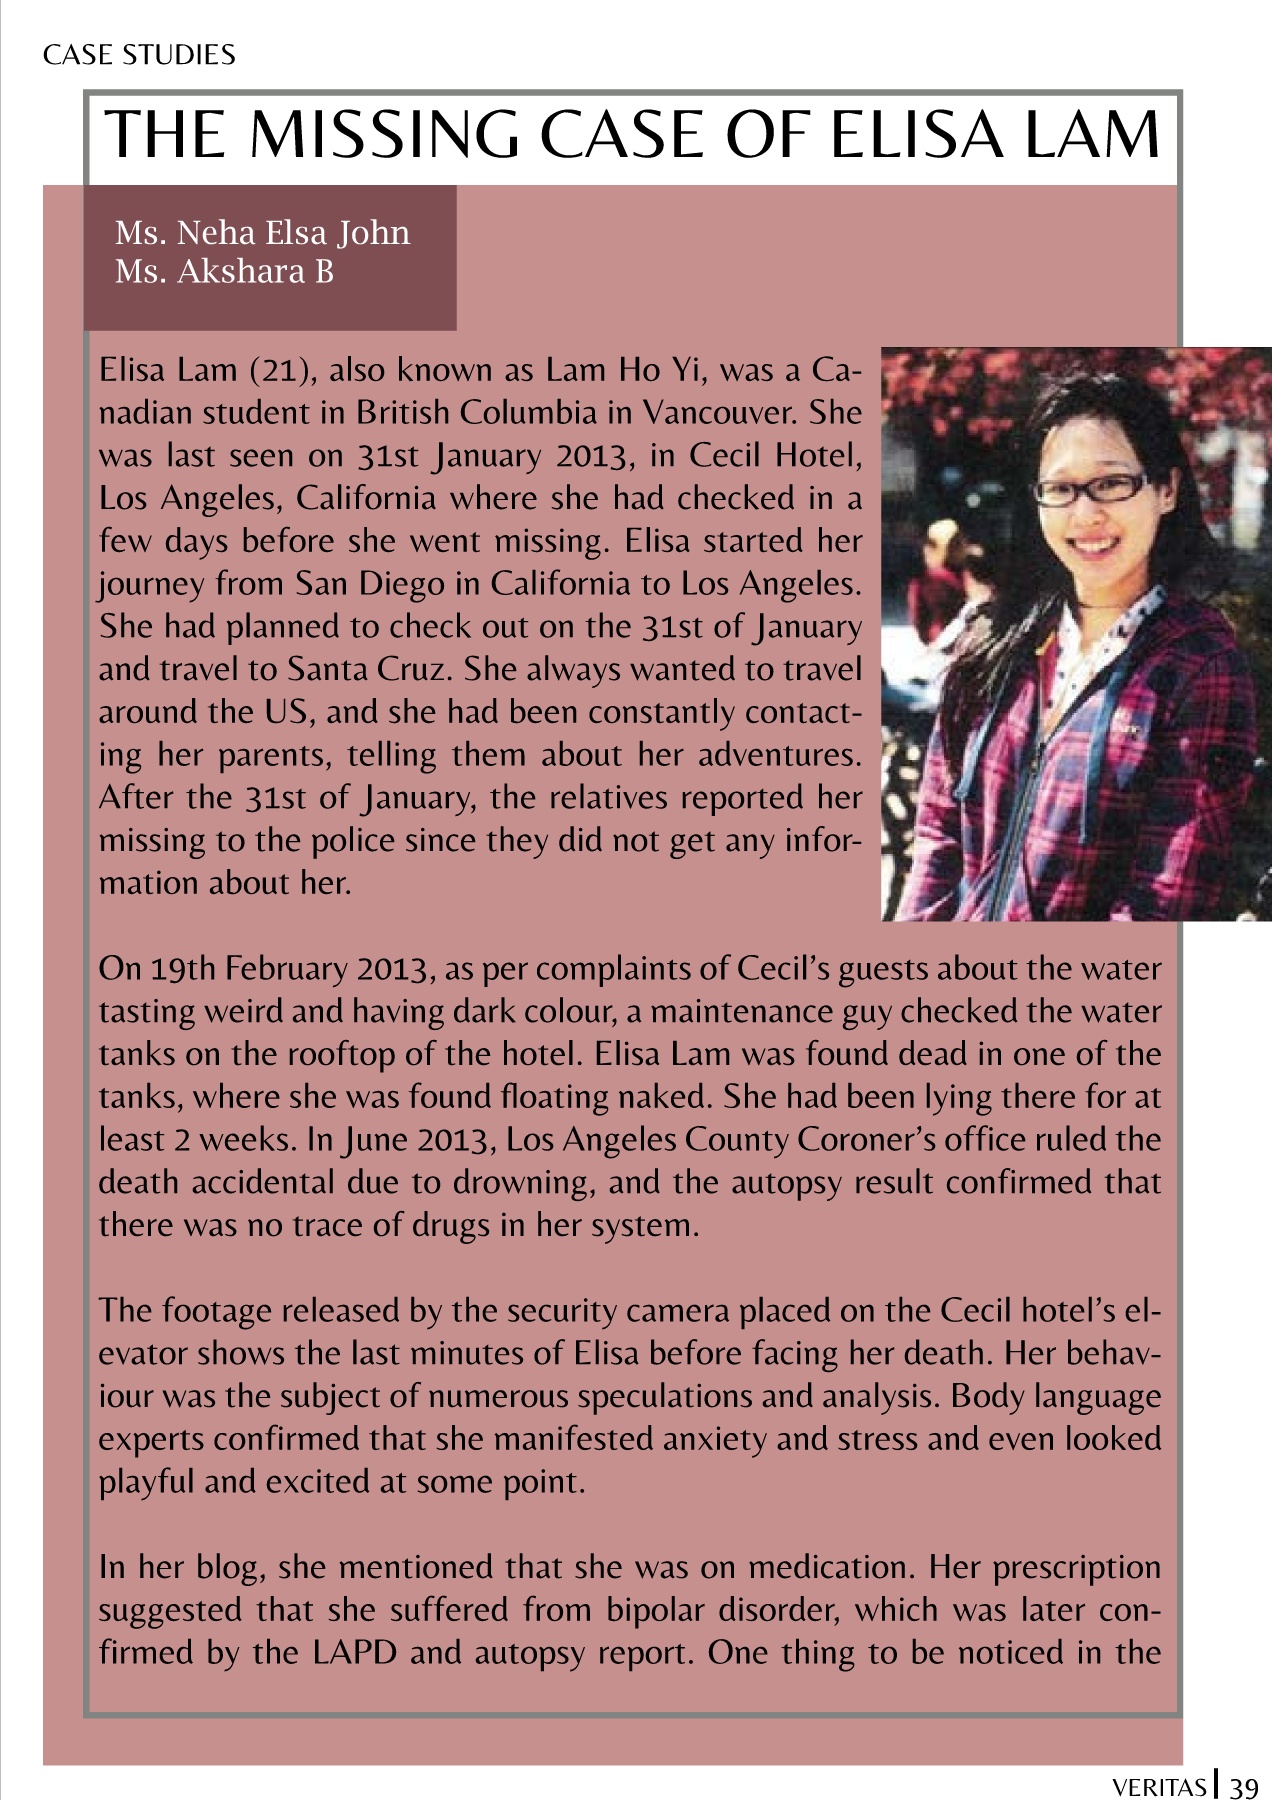 CASE STUDIES
THE MISSING CASE OF ELISA LAM
Ms. Neha Elsa John
Ms. Akshara B
Elisa Lam (21), also known as Lam Ho Yi, was a Ca-
nadian student in British Columbia in Vancouver. She
was last seen on 31st January 2013, in Cecil Hotel,
Los Angeles, California where she had checked in a
few days before she went missing. Elisa started her
journey from San Diego in California to Los Angeles.
She had planned to check out on the 31st of January
and travel to Santa Cruz. She always wanted to travel
around the US, and she had been constantly contact-
ing her parents, telling them about her adventures.
After the 31st of January, the relatives reported her
missing to the police since they did not get any infor-
mation about her.
On 19th February 2013, as per complaints of Cecil’s guests about the water
tasting weird and having dark colour, a maintenance guy checked the water
tanks on the rooftop of the hotel. Elisa Lam was found dead in one of the
tanks, where she was found floating naked. She had been lying there for at
least 2 weeks. In June 2013, Los Angeles County Coroner’s office ruled the
death accidental due to drowning, and the autopsy result confirmed that
there was no trace of drugs in her system.
The footage released by the security camera placed on the Cecil hotel’s el-
evator shows the last minutes of Elisa before facing her death. Her behav-
iour was the subject of numerous speculations and analysis. Body language
experts confirmed that she manifested anxiety and stress and even looked
playful and excited at some point.
In her blog, she mentioned that she was on medication. Her prescription
suggested that she suffered from bipolar disorder, which was later con-
firmed by the LAPD and autopsy report. One thing to be noticed in the
VERITAS| 39